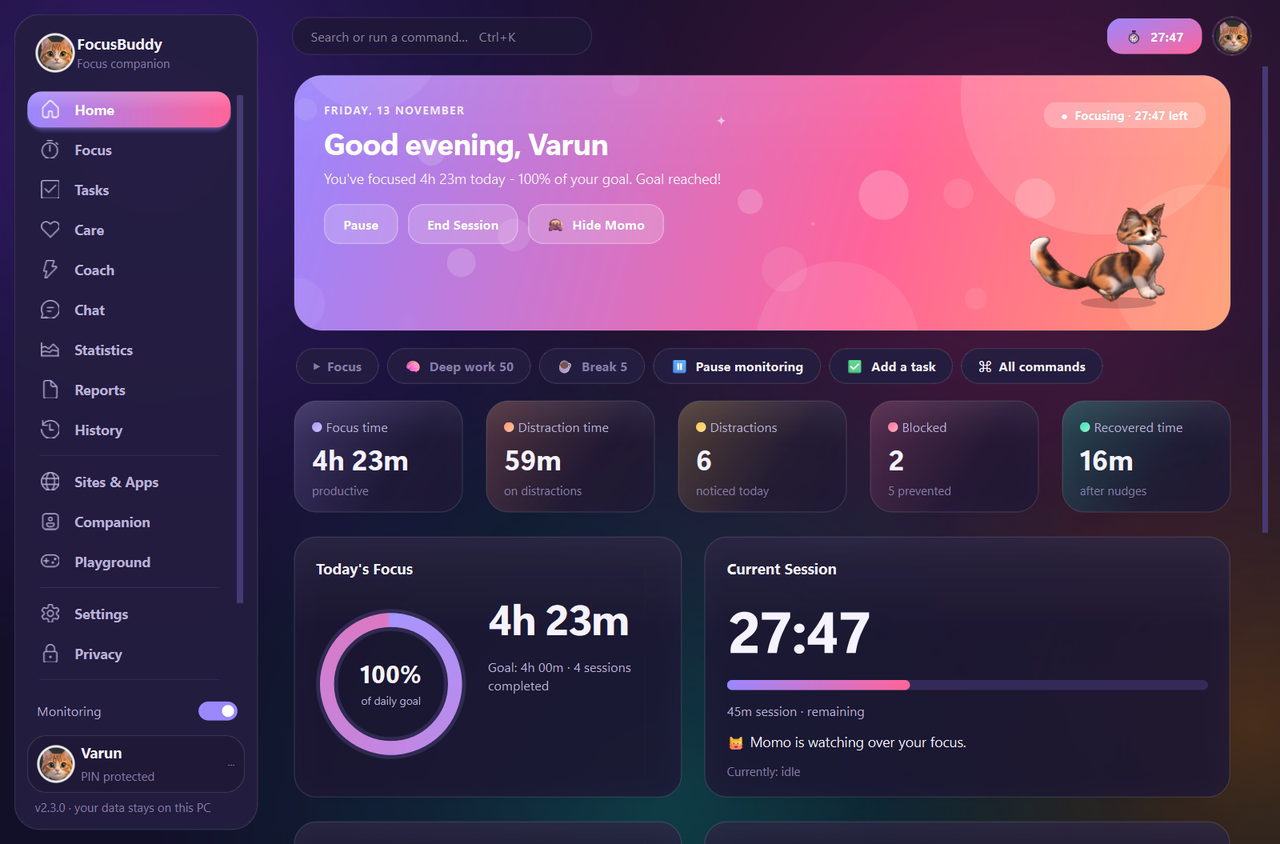 FocusBuddy
Focus companion
Home
Focus
Tasks
Care
Coach
Chat
Statistics
Reports
History
Sites & Apps
Companion
Playground
Settings
Privacy
Monitoring
Varun
PIN protected
...
v2.3.0 · your data stays on this PC
Search or run a command... Ctrl+K
27:47
FRIDAY, 13 NOVEMBER
● Focusing · 27:47 left
Good evening, Varun
You've focused 4h 23m today - 100% of your goal. Goal reached!
Pause
End Session
Hide Momo
Focus
Deep work 50
Break 5
Pause monitoring
Add a task
⌘ All commands
Focus time
4h 23m
productive
Distraction time
59m
on distractions
Distractions
6
noticed today
Blocked
2
5 prevented
Recovered time
16m
after nudges
Today's Focus
100%
of daily goal
4h 23m
Goal: 4h 00m · 4 sessions
completed
Current Session
27:47
45m session · remaining
Momo is watching over your focus.
Currently: idle